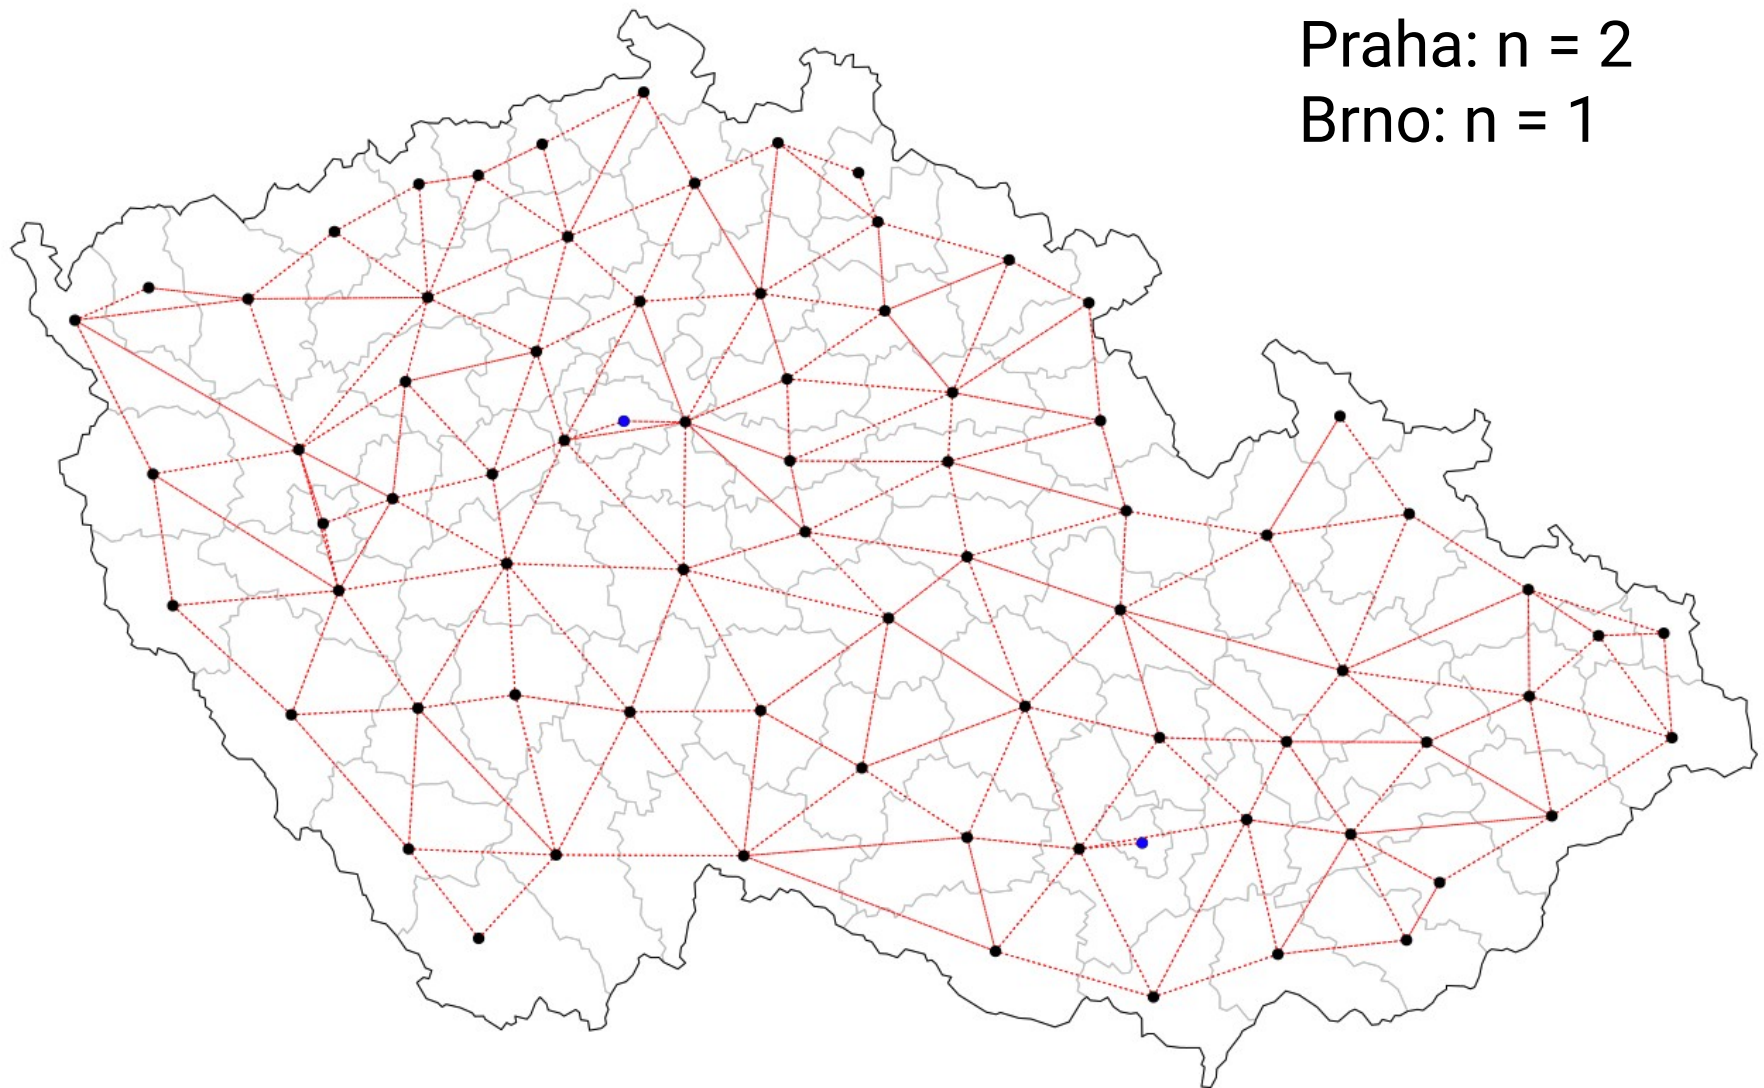 Praha: n = 2
Brno: n = 1